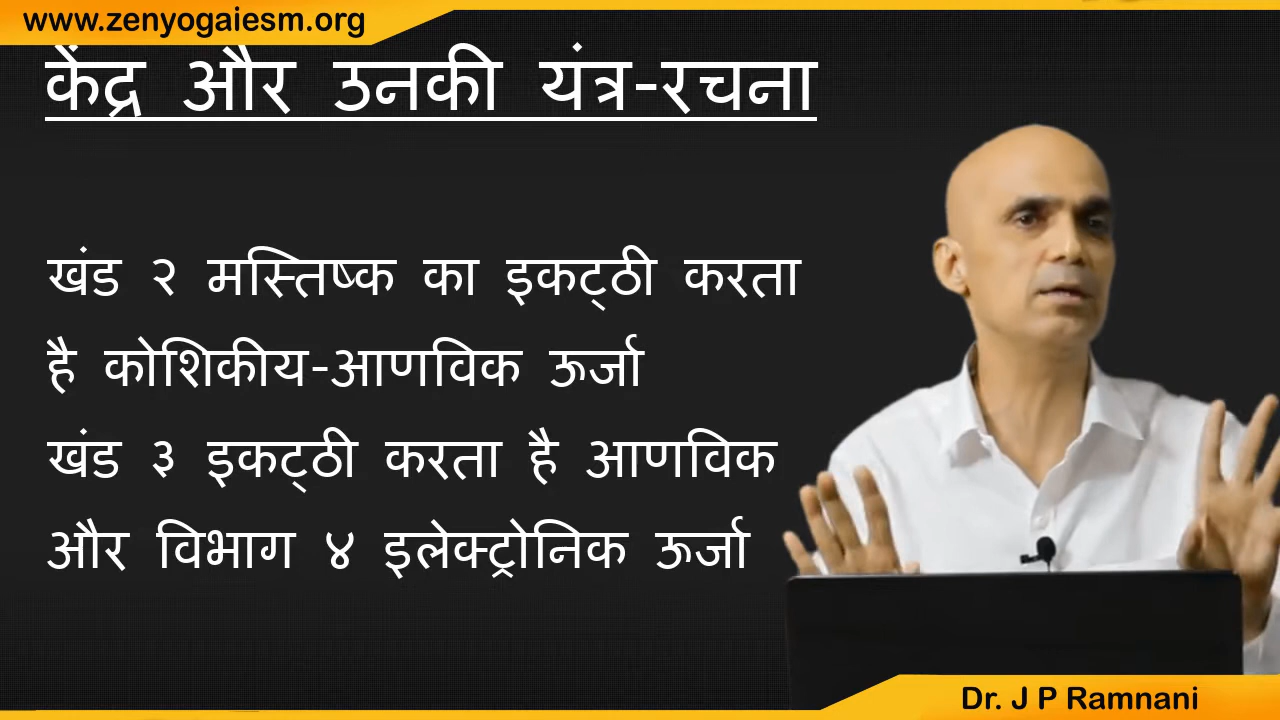 www.zenyogaiesm.org
केंद्र और उनकी यंत्र-रचना
खंड २ मस्तिष्क का इकट्ठी करता
है कोशिकीय-आणविक ऊर्जा
खंड ३ इकट्ठी करता है आणविक
और विभाग ४ इलेक्ट्रोनिक ऊर्जा
Dr. J P Ramnani